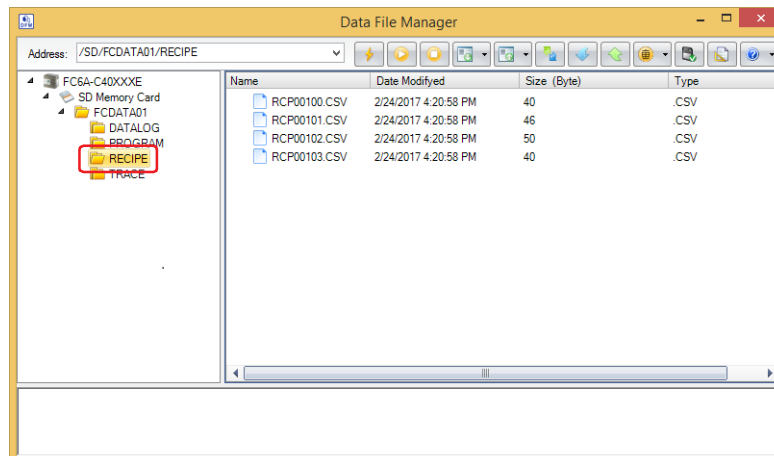 Data File Manager
Address: /SD/FCDATA01/RECIPE
FC6A-C40XXXE
SD Memory Card
FCDATA01
DATALOG
PROGRAM
RECIPE
TRACE
Name Date Modifyed Size (Byte) Type
RCP00100.CSV 2/24/2017 4:20:58 PM 40 .CSV
RCP00101.CSV 2/24/2017 4:20:58 PM 46 .CSV
RCP00102.CSV 2/24/2017 4:20:58 PM 50 .CSV
RCP00103.CSV 2/24/2017 4:20:58 PM 40 .CSV